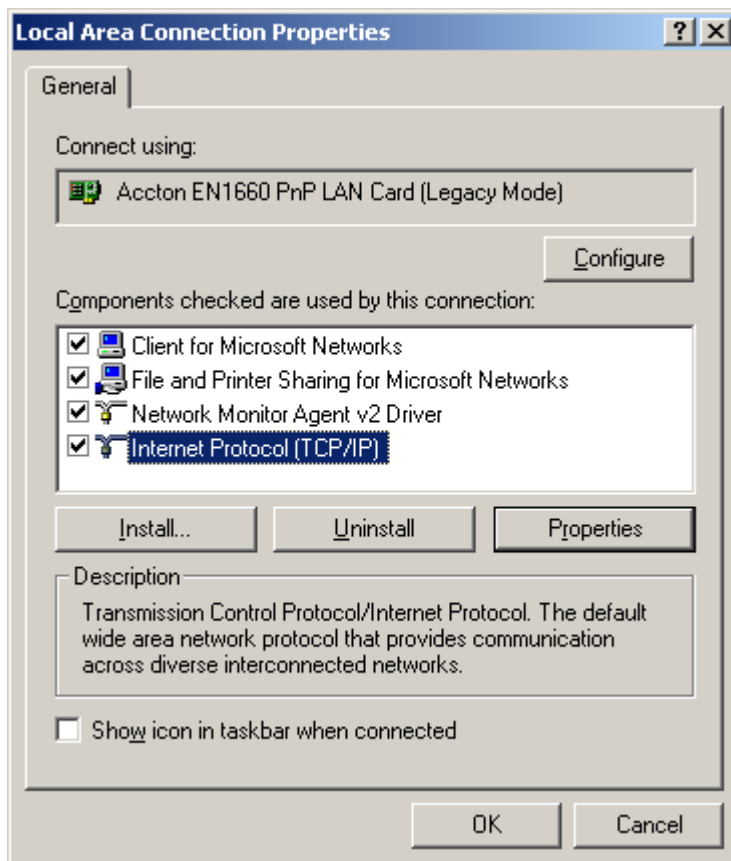 Local Area Connection Properties
General
Connect using:
Accton EN1660 PnP LAN Card (Legacy Mode)
Configure
Components checked are used by this connection:
Client for Microsoft Networks
File and Printer Sharing for Microsoft Networks
Network Monitor Agent v2 Driver
Internet Protocol (TCP/IP)
Install... Uninstall Properties
Description
Transmission Control Protocol/Internet Protocol. The default
wide area network protocol that provides communication
across diverse interconnected networks.
Show icon in taskbar when connected
OK Cancel